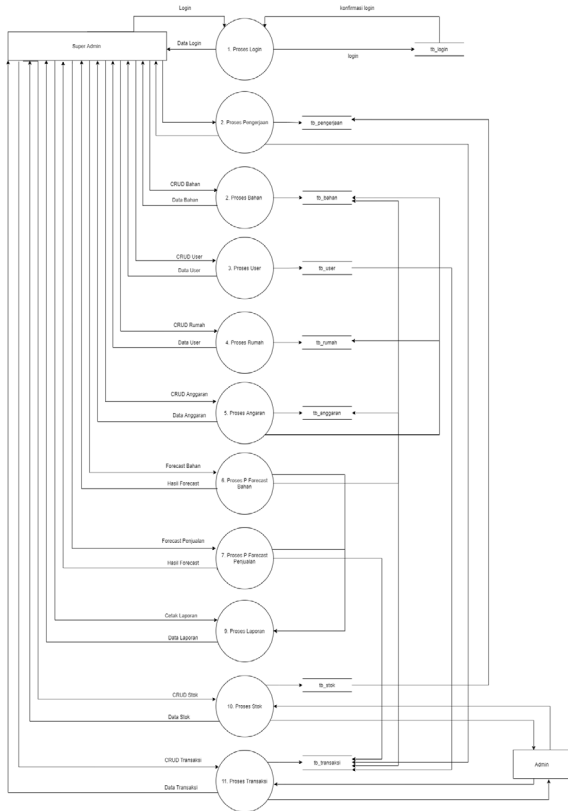 Login
konfirmasi login
Super Admin
Data Login
1. Proses Login
tb_login
login
2. Proses Pengerjaan
tb_pengerjaan
CRUD Bahan
Data Bahan
2. Proses Bahan
tb_bahan
CRUD User
Data User
3. Proses User
tb_user
CRUD Rumah
Data User
4. Proses Rumah
tb_rumah
CRUD Anggaran
Data Anggaran
5. Proses Angaran
tb_anggaran
Forecast Bahan
Hasil Forecast
6. Proses P Forecast
Bahan
Forecast Penjualan
Hasil Forecast
7. Proses P Forecast
Penjualan
Cetak Laporan
Data Laporan
9. Proses Laporan
CRUD Stok
Data Stok
10. Proses Stok
tb_stok
CRUD Transaksi
Data Transaksi
11. Proses Transaksi
tb_transaksi
Admin